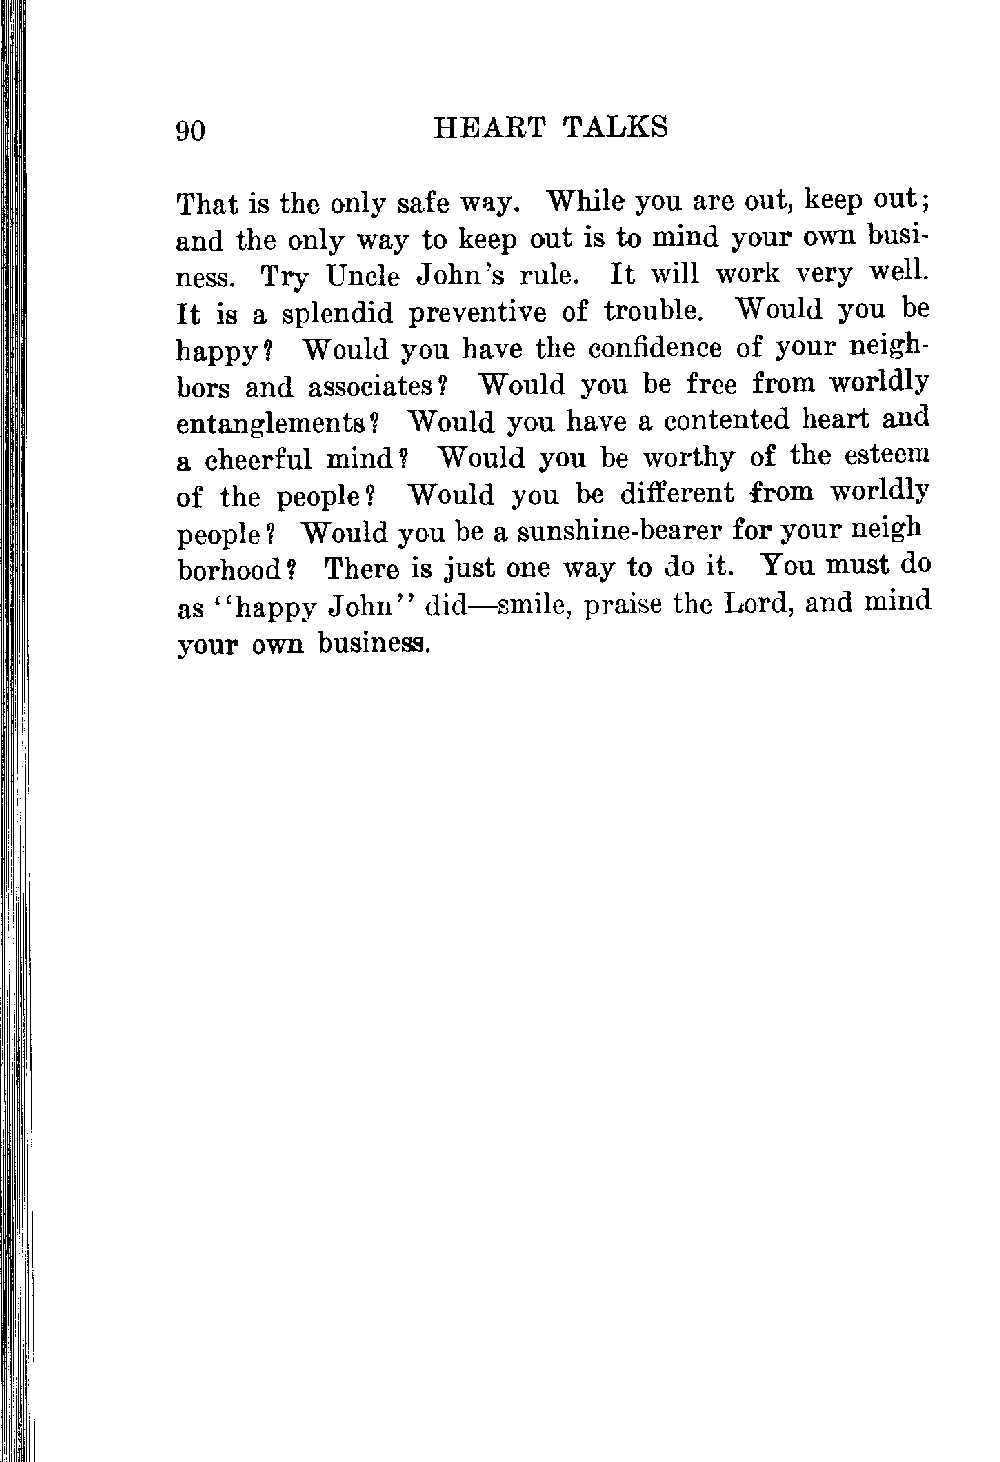 90 HEART TALKS
That is the only safe way. While you are out, keep out;
and the only way to keep out is to mind your own busi-
ness. Try Uncle John's rule. It will work very well.
It is a splendid preventive of trouble. Would you be
happy? Would you have the confidence of your neigh-
bors and associates? Would you be free from worldly
entanglements? Would you have a contented heart and
a cheerful mind? Would you be worthy of the esteem
of the people? Would you be different from worldly
people? Would you be a sunshine-bearer for your neigh
borhood? There is just one way to do it. You must do
as "happy John" did—smile, praise the Lord, and mind
your own business.